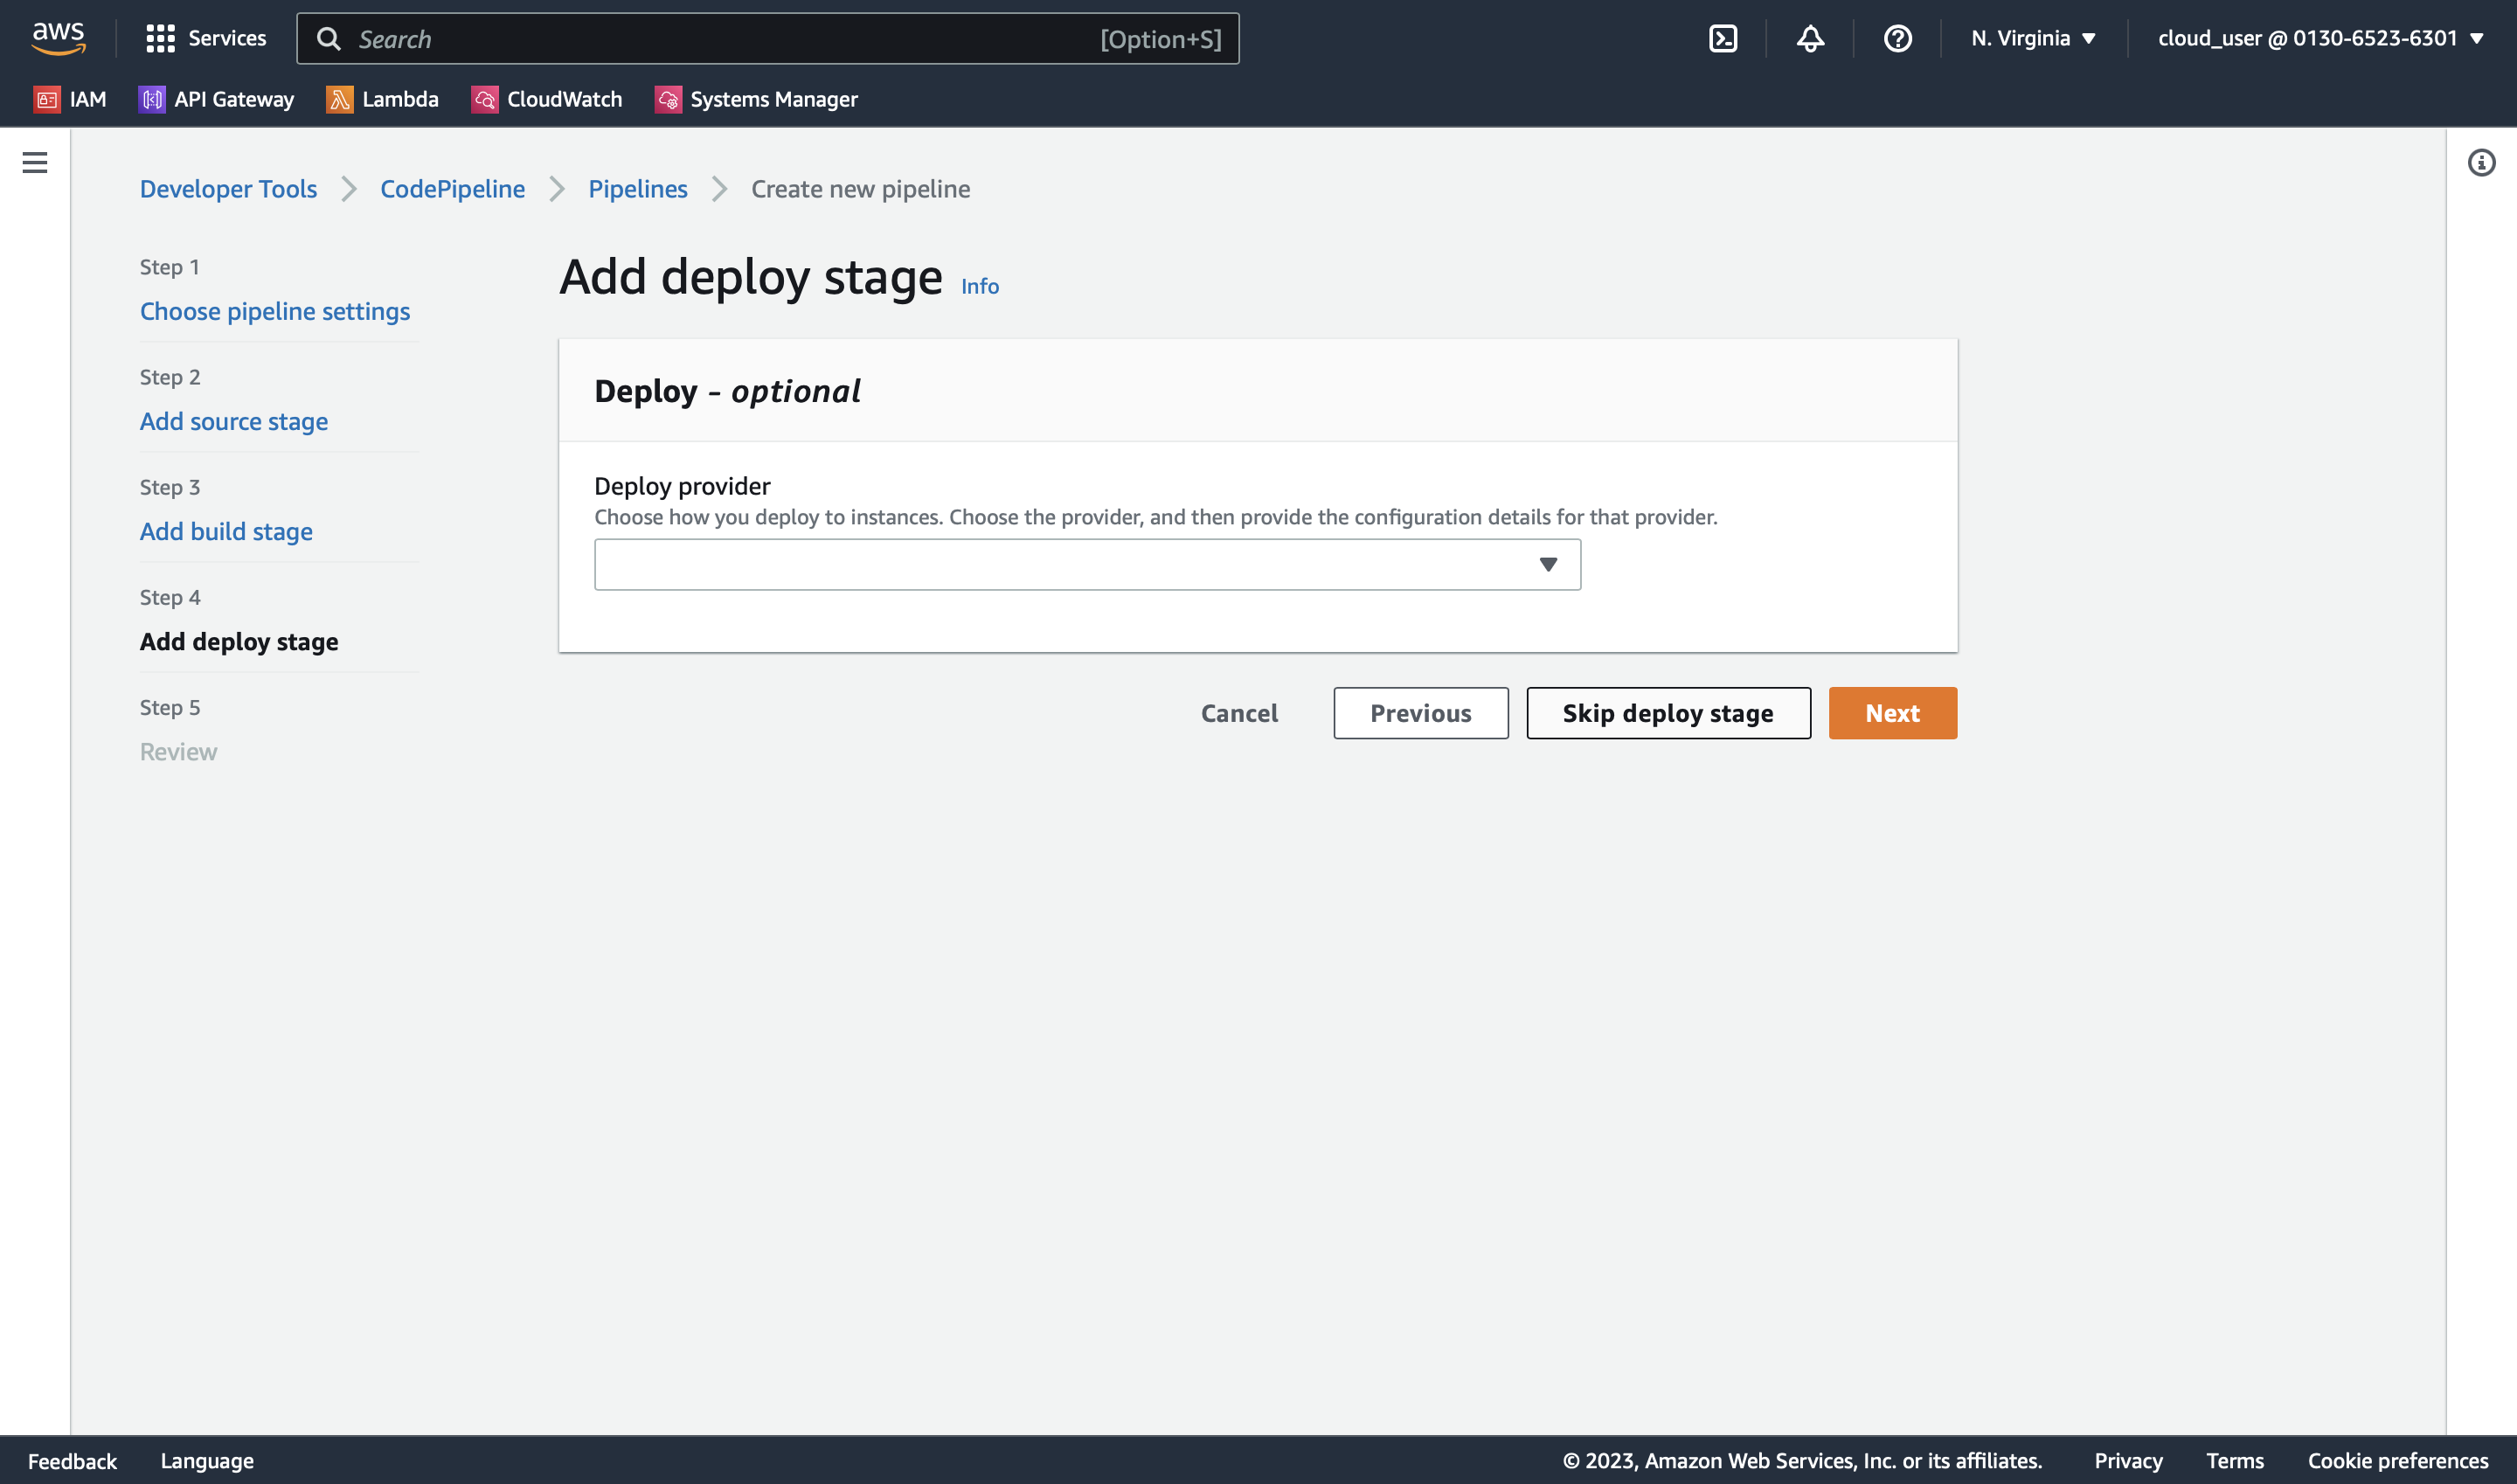 aws Services Search [Option+S] N. Virginia cloud_user @ 0130-6523-6301
IAM API Gateway Lambda CloudWatch Systems Manager
Developer Tools CodePipeline Pipelines Create new pipeline
Step 1
Choose pipeline settings
Step 2
Add source stage
Step 3
Add build stage
Step 4
Add deploy stage
Step 5
Review
Add deploy stage Info
Deploy - optional
Deploy provider
Choose how you deploy to instances. Choose the provider, and then provide the configuration details for that provider.
Cancel Previous Skip deploy stage Next
Feedback Language © 2023, Amazon Web Services, Inc. or its affiliates. Privacy Terms Cookie preferences